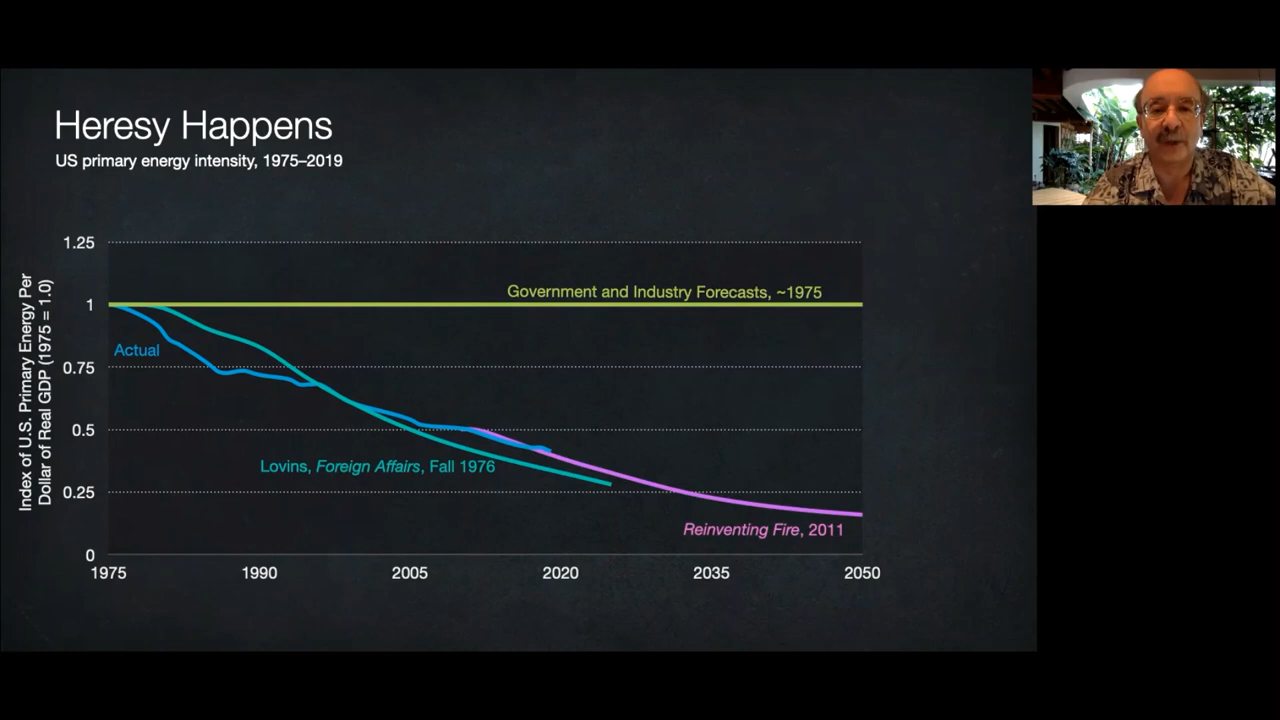 Heresy Happens
US primary energy intensity, 1975–2019
Index of U.S. Primary Energy Per
Dollar of Real GDP (1975 = 1.0)
1.25
1
0.75
0.5
0.25
0
Government and Industry Forecasts, ~1975
Actual
Lovins, Foreign Affairs, Fall 1976
Reinventing Fire, 2011
1975
1990
2005
2020
2035
2050